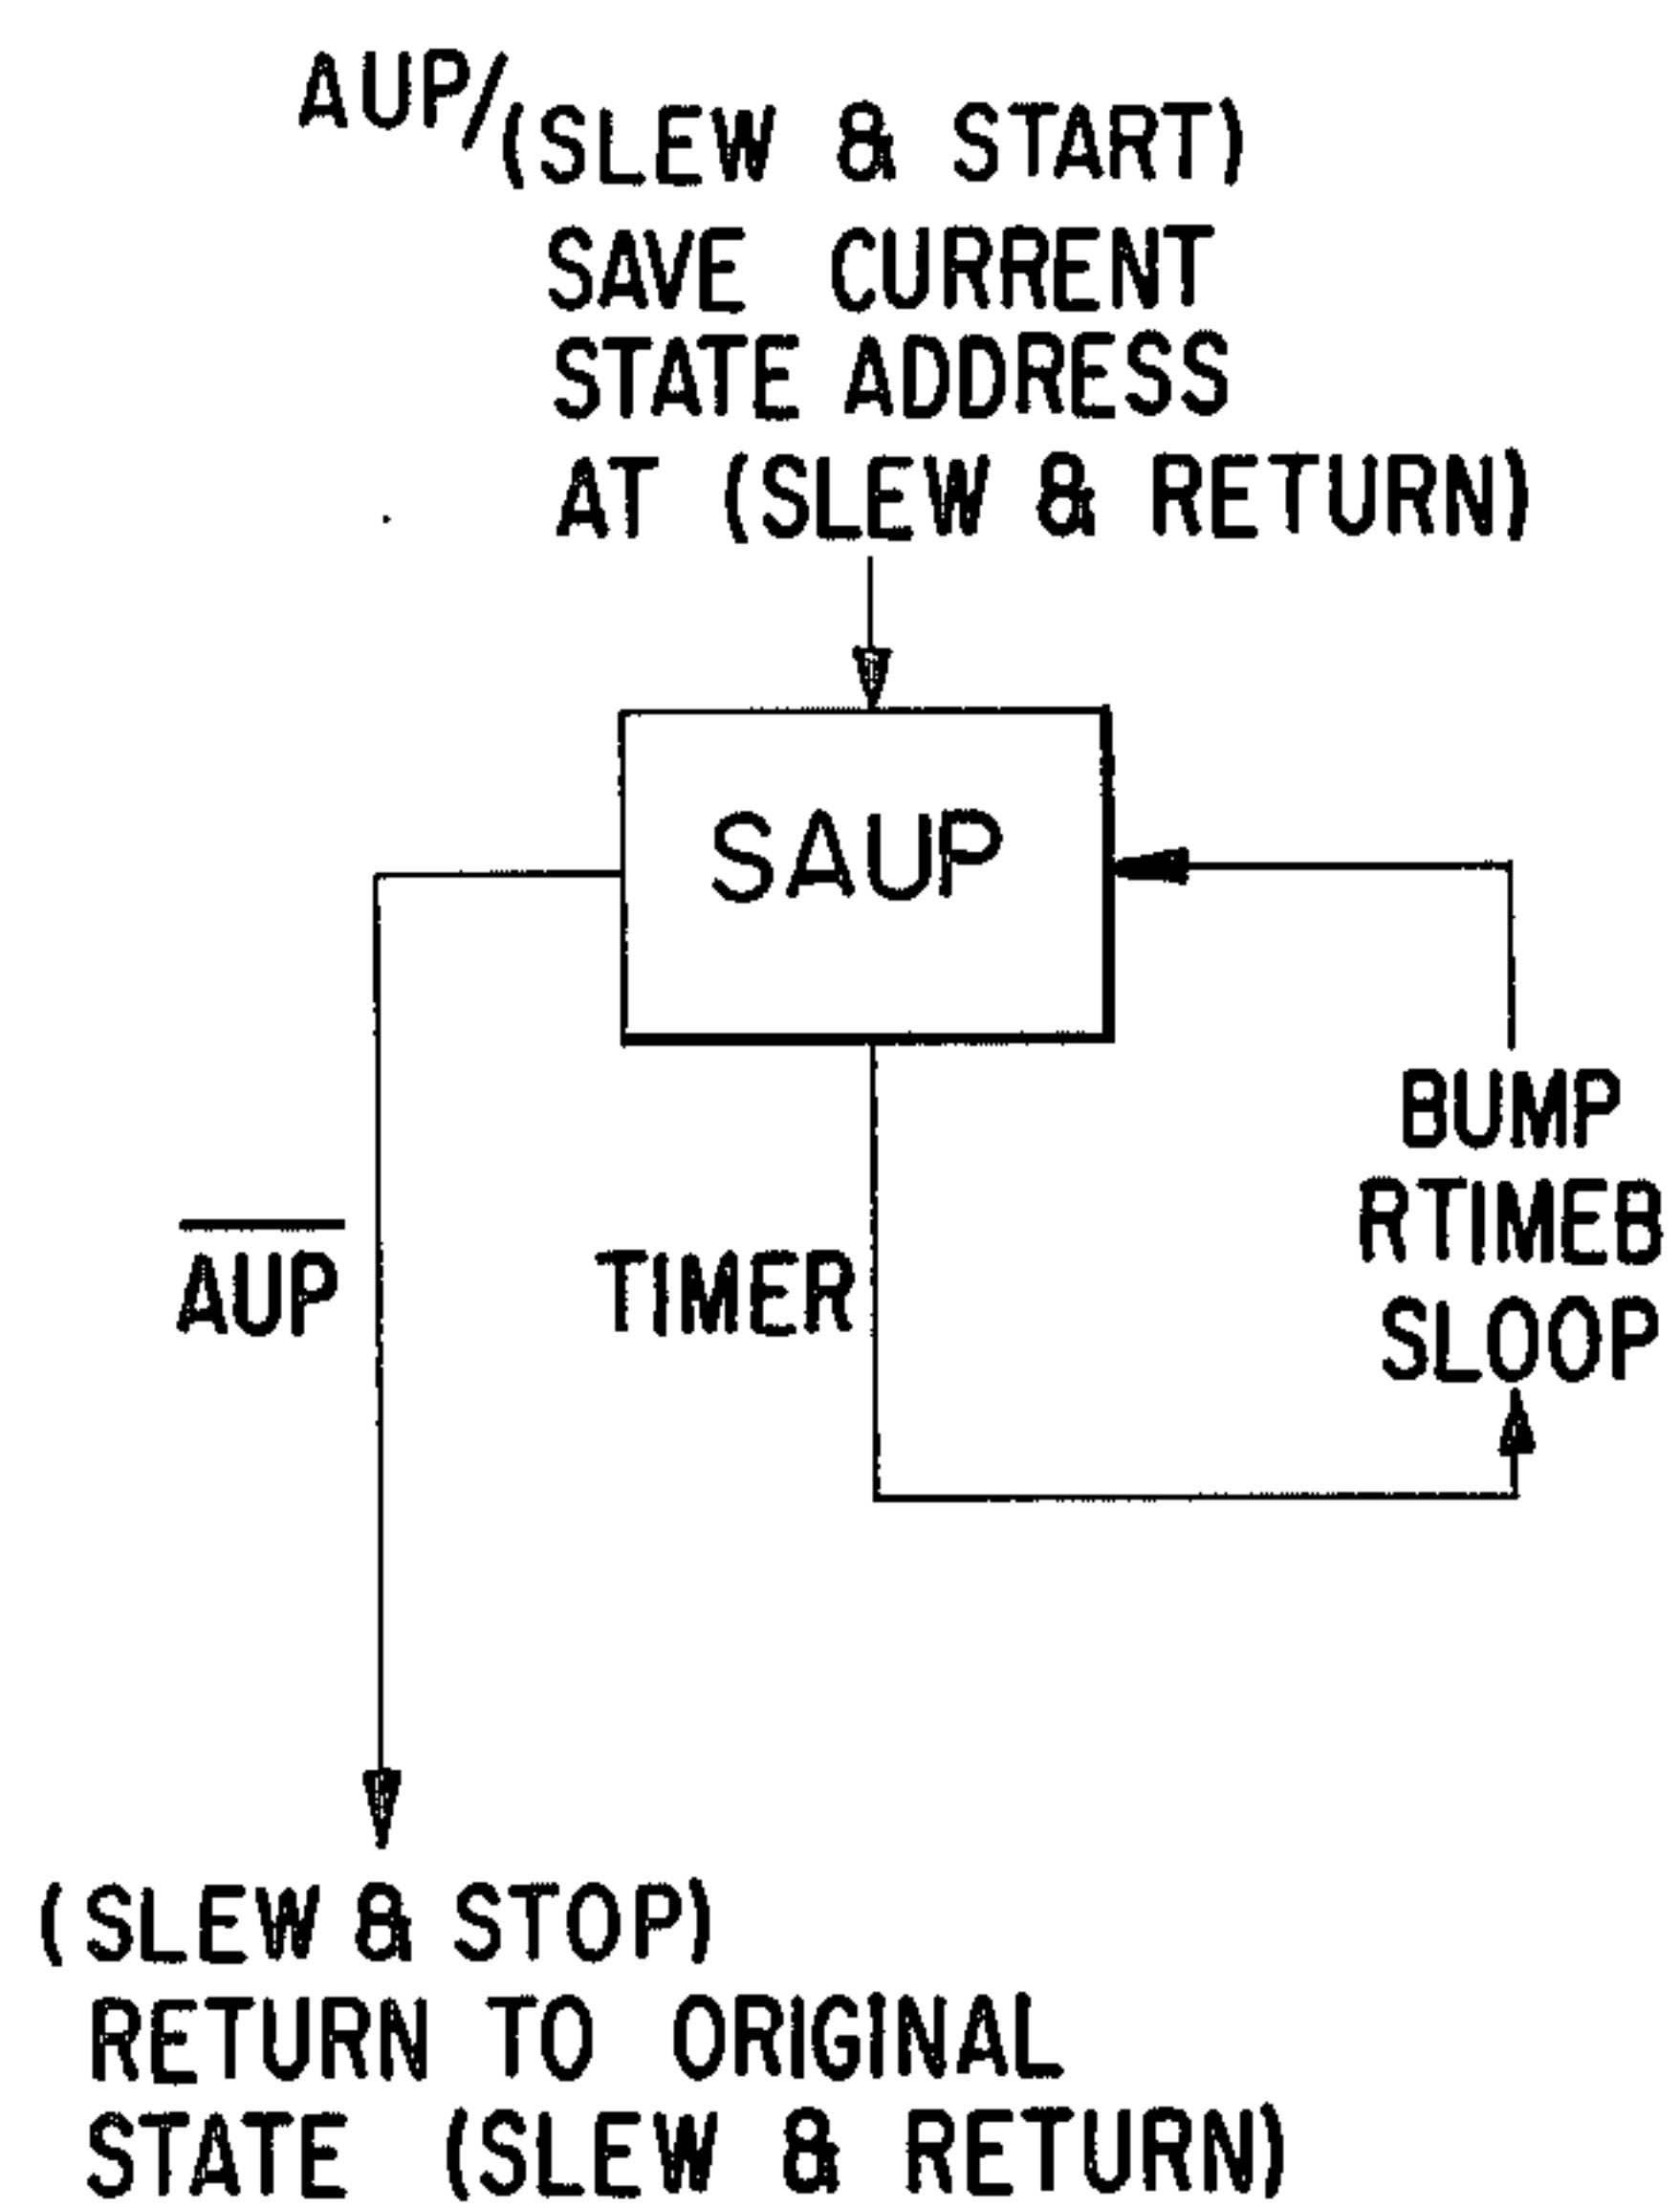 AUP/(SLEW & START)
SAVE CURRENT
STATE ADDRESS
AT (SLEW & RETURN)
SAUP
A̅U̅P̅
TIMER
BUMP
RTIMEB
SLOOP
(SLEW & STOP)
RETURN TO ORIGINAL
STATE (SLEW & RETURN)